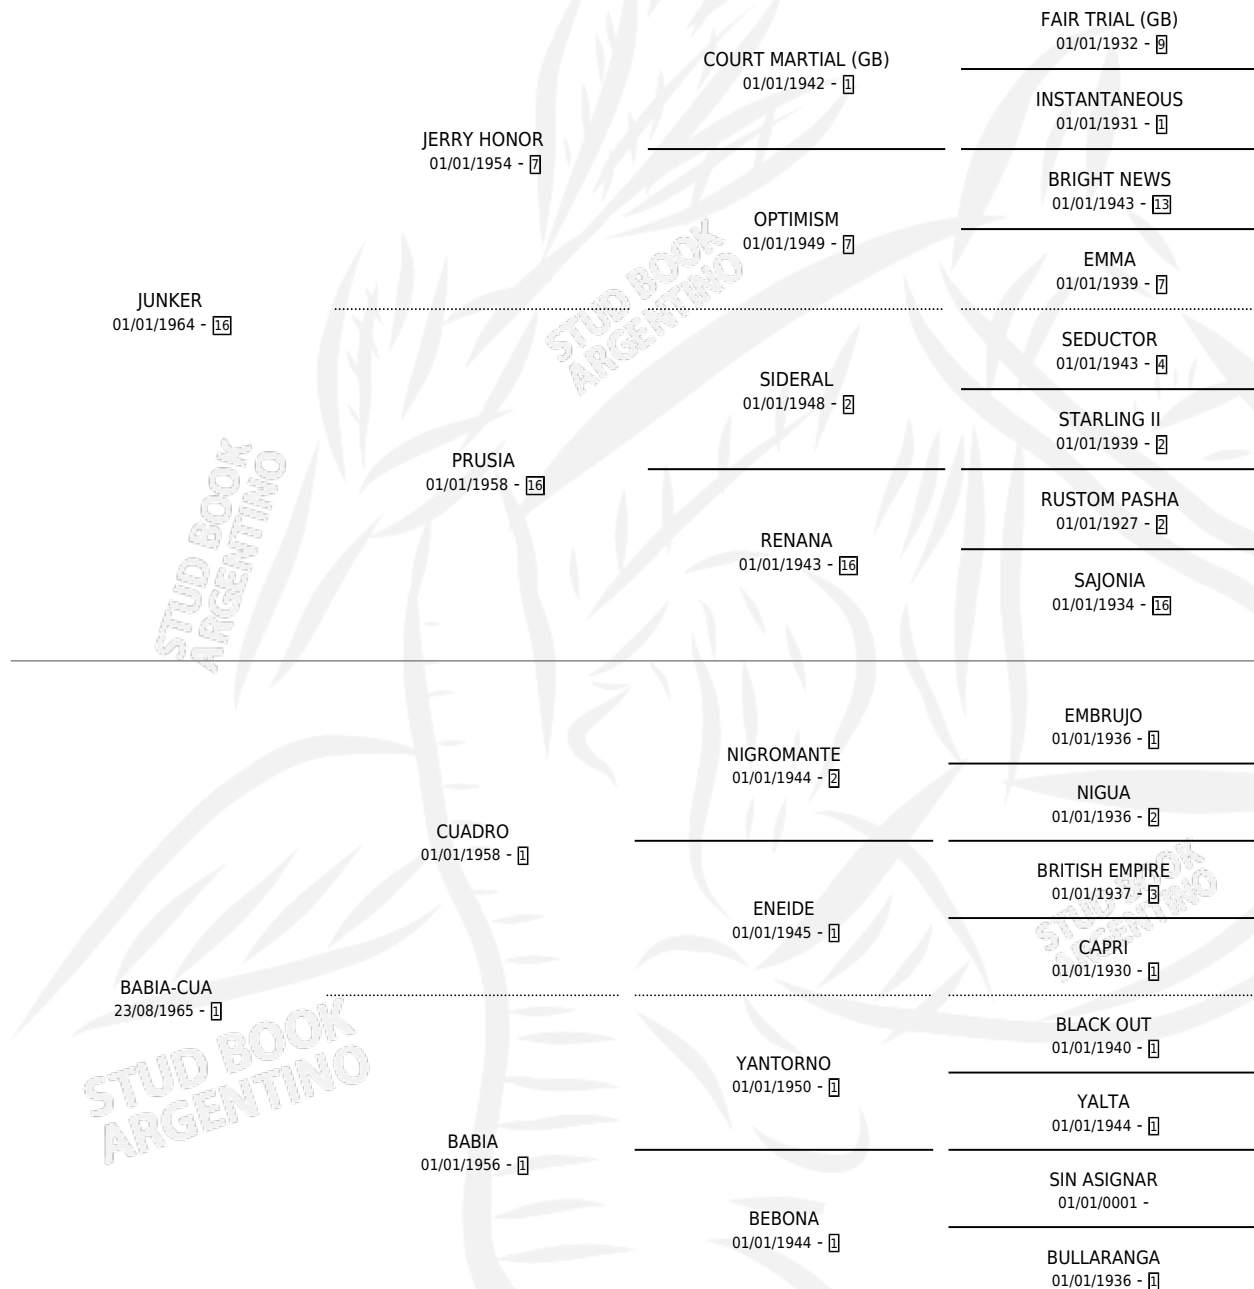 FAIR TRIAL (GB)
01/01/1932 - 9
COURT MARTIAL (GB)
01/01/1942 - 1
INSTANTANEOUS
01/01/1931 - 1
JERRY HONOR
01/01/1954 - 7
BRIGHT NEWS
01/01/1943 - 13
OPTIMISM
01/01/1949 - 7
EMMA
01/01/1939 - 7
JUNKER
01/01/1964 - 16
SEDUCTOR
01/01/1943 - 4
SIDERAL
01/01/1948 - 2
STARLING II
01/01/1939 - 2
PRUSIA
01/01/1958 - 16
RUSTOM PASHA
01/01/1927 - 2
RENANA
01/01/1943 - 16
SAJONIA
01/01/1934 - 16
EMBRUJO
01/01/1936 - 1
NIGROMANTE
01/01/1944 - 2
NIGUA
01/01/1936 - 2
CUADRO
01/01/1958 - 1
BRITISH EMPIRE
01/01/1937 - 3
ENEIDE
01/01/1945 - 1
CAPRI
01/01/1930 - 1
BABIA-CUA
23/08/1965 - 1
BLACK OUT
01/01/1940 - 1
YANTORNO
01/01/1950 - 1
YALTA
01/01/1944 - 1
BABIA
01/01/1956 - 1
SIN ASIGNAR
01/01/0001 -
BEBONA
01/01/1944 - 1
BULLARANGA
01/01/1936 - 1
STUD BOOK
ARGENTINO
STUD BOOK
ARGENTINO
STUD BOOK
ARGENTINO
STUD BOOK
ARGENTINO